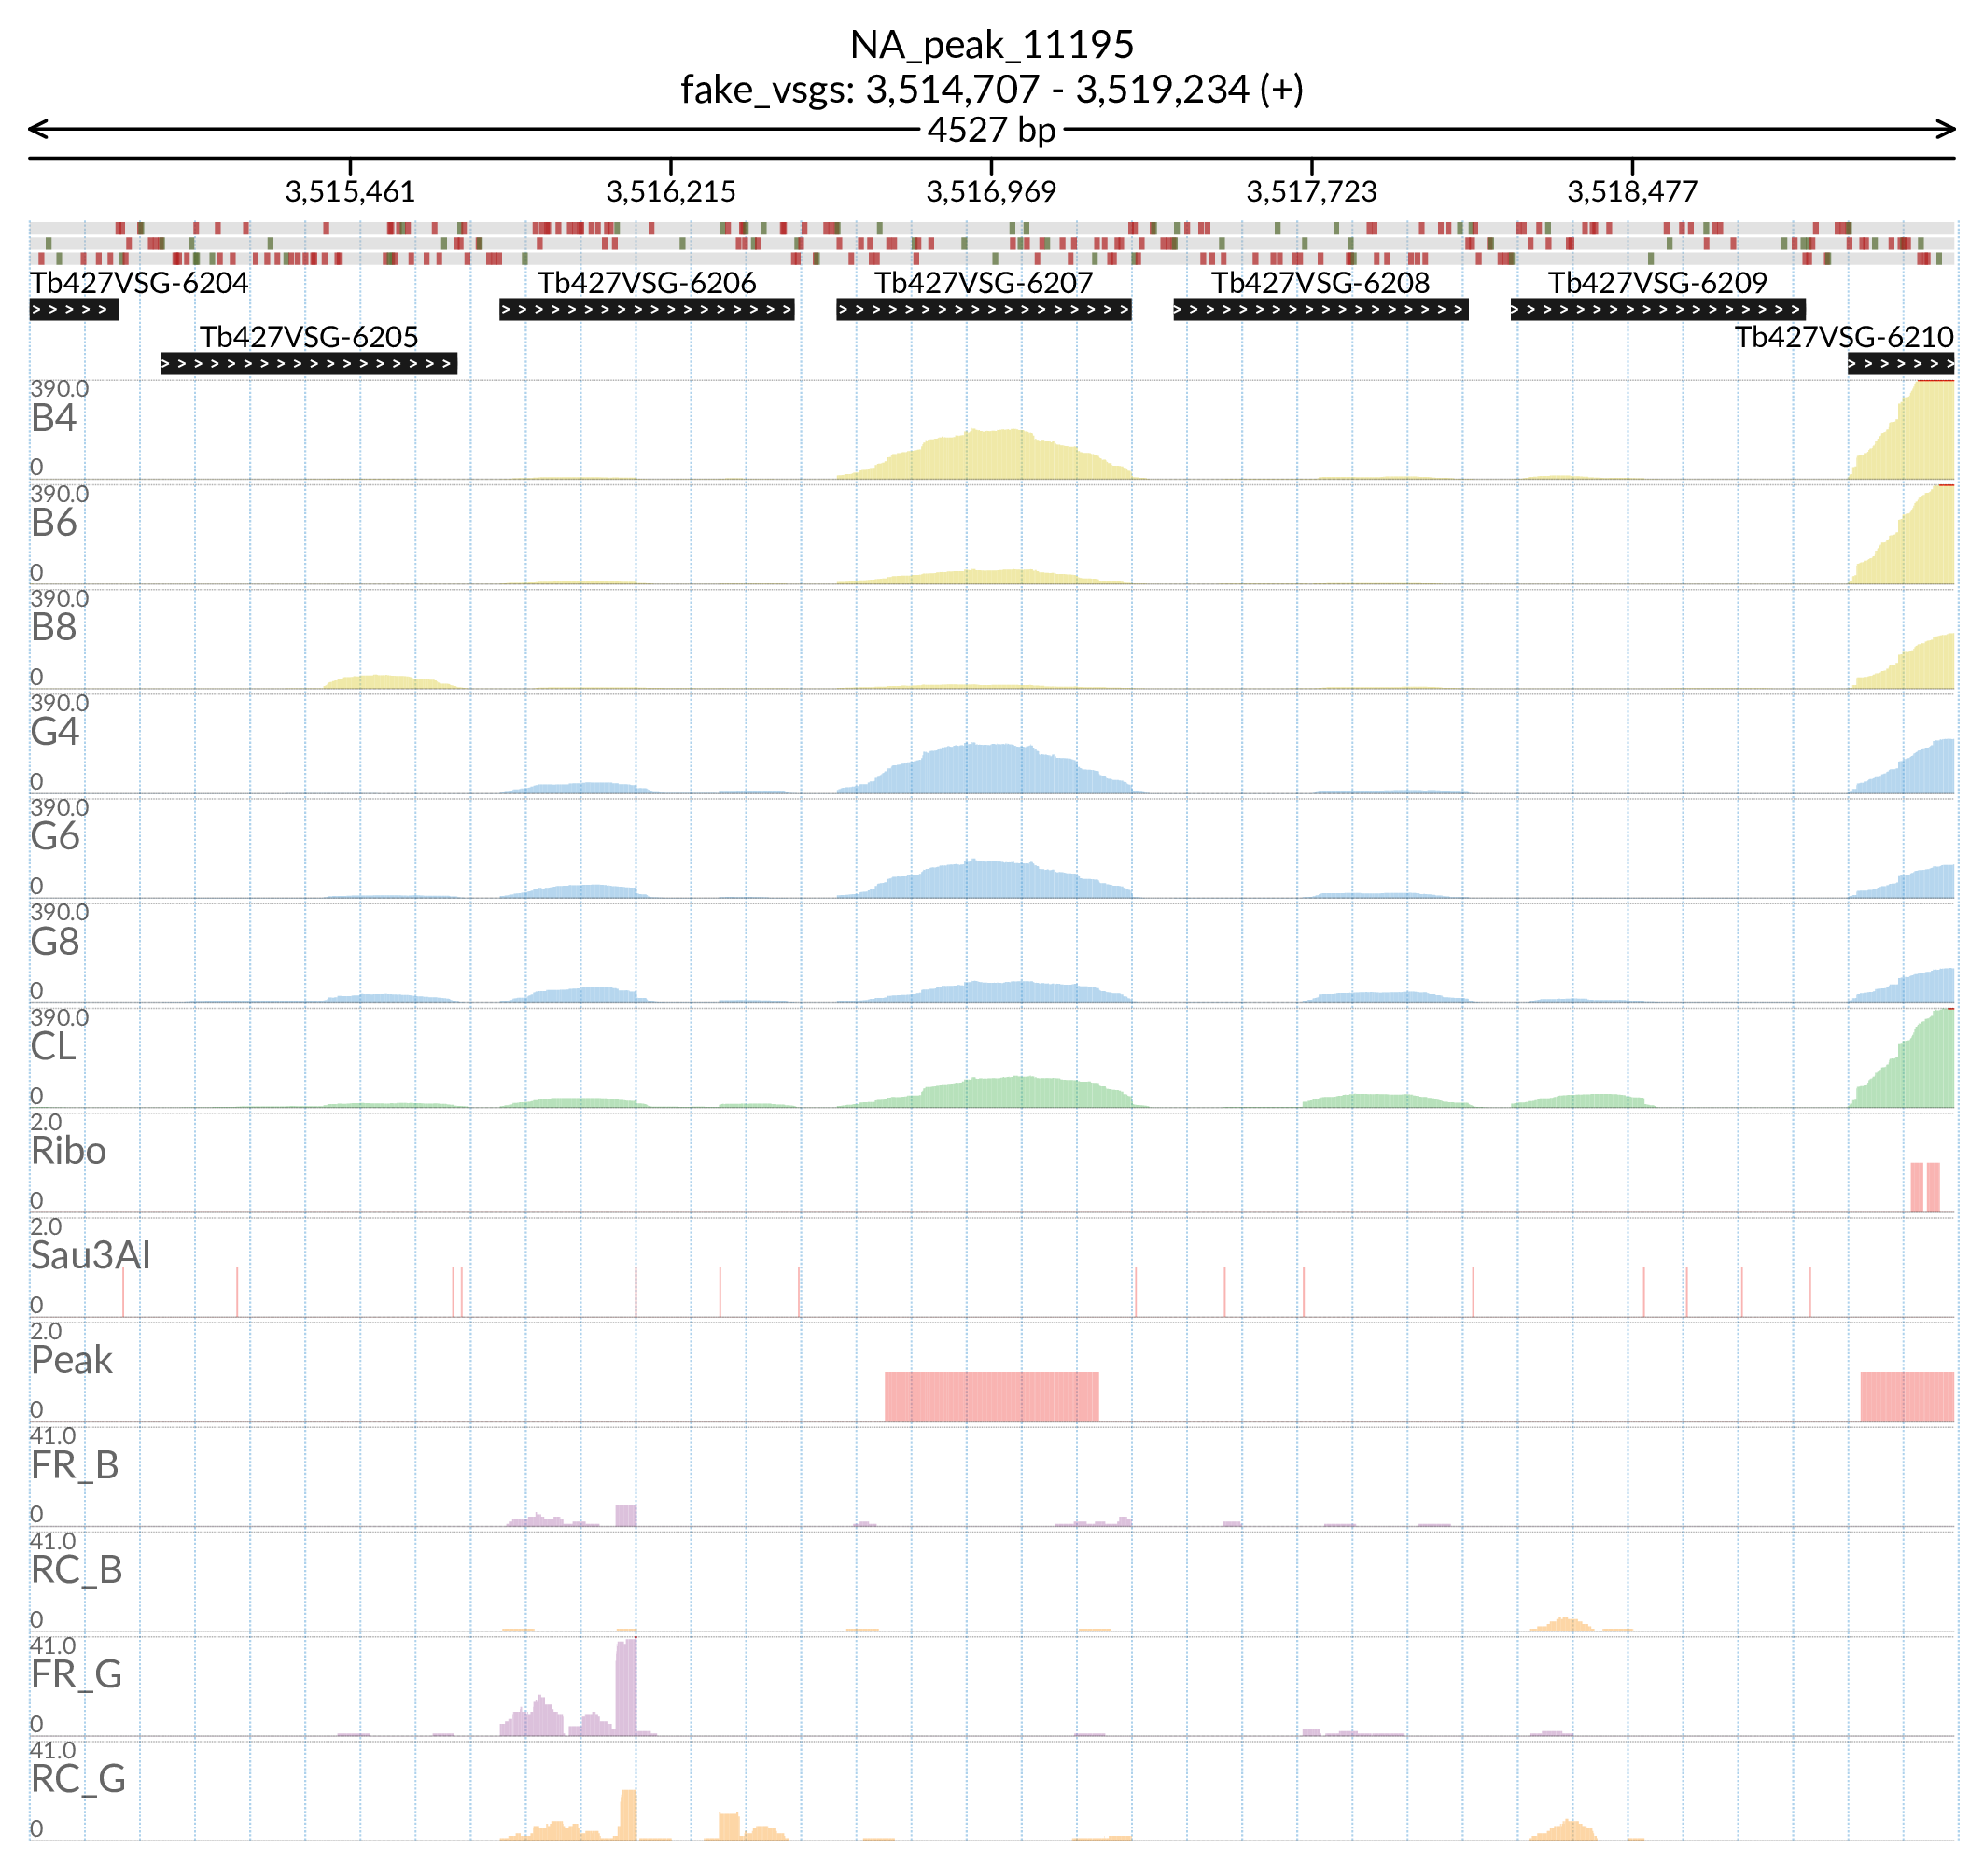 NA_peak_11195
fake_vsgs: 3,514,707 - 3,519,234 (+)
4527 bp
3,515,461 3,516,215 3,516,969 3,517,723 3,518,477
Tb427VSG-6204 Tb427VSG-6206 Tb427VSG-6207 Tb427VSG-6208 Tb427VSG-6209
Tb427VSG-6205 Tb427VSG-6210
390.0
B4
0
390.0
B6
0
390.0
B8
0
390.0
G4
0
390.0
G6
0
390.0
G8
0
390.0
CL
0
2.0
Ribo
0
2.0
Sau3AI
0
2.0
Peak
0
41.0
FR_B
0
41.0
RC_B
0
41.0
FR_G
0
41.0
RC_G
0